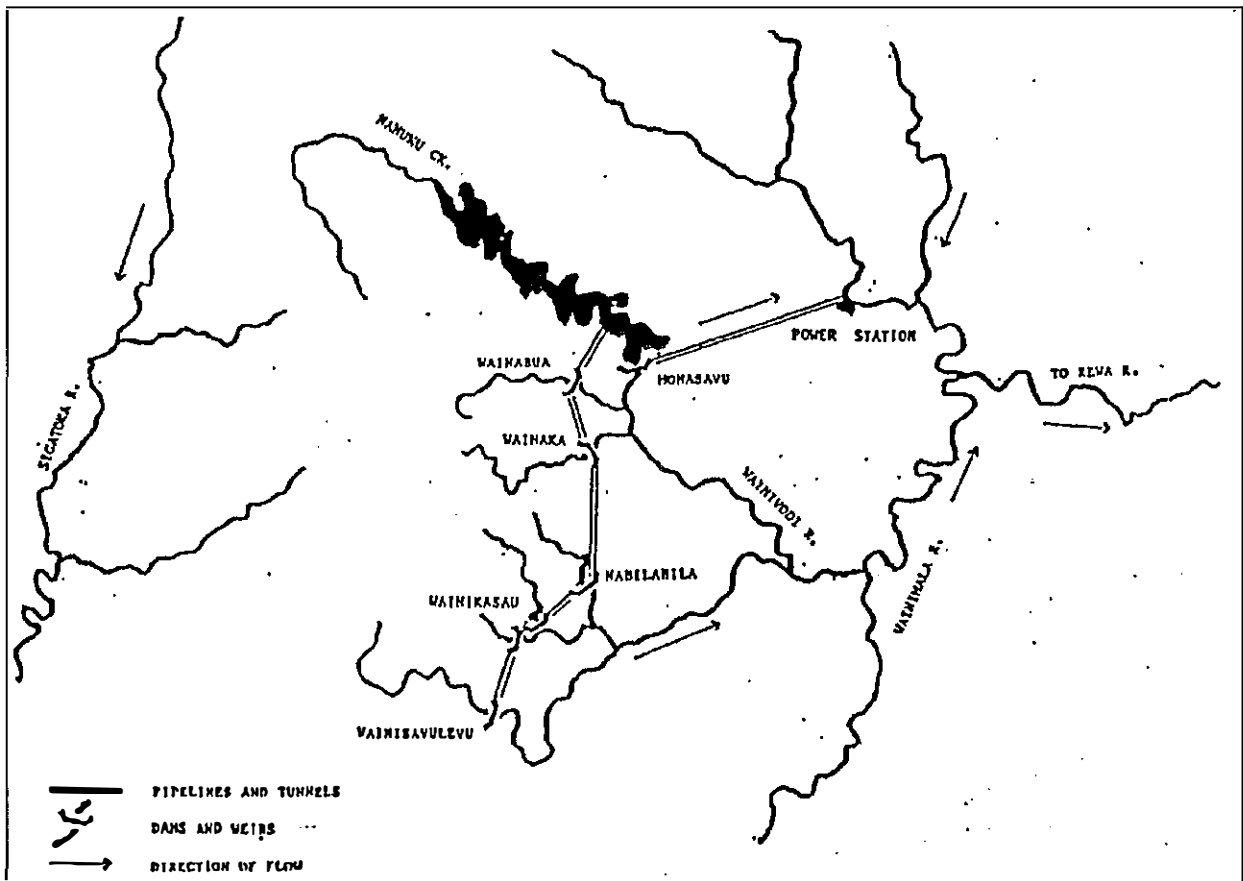 NANUKU CK.
POWER STATION
WAINABUA
MONASAVU
TO REWA R.
SIGATOKA R.
WAINAKA
WAINIVODI R.
NABILABILA
WAINIKASAU
WAINIMALA R.
WAINISAVULEVU
PIPELINES AND TUNNELS
DAMS AND WEIRS
DIRECTION OF FLOW